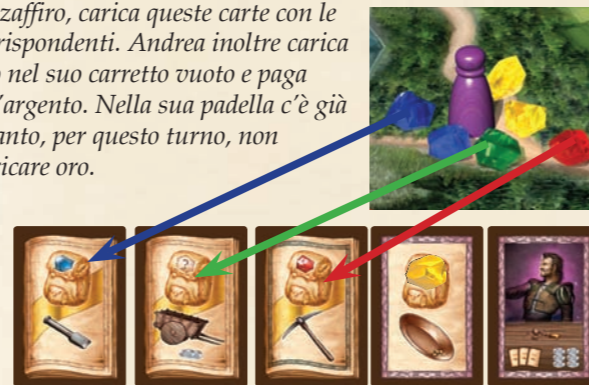 zaffiro, carica queste carte con le
rispondenti. Andrea inoltre carica
o nel suo carretto vuoto e paga
'argento. Nella sua padella c'è già
anto, per questo turno, non
icare oro.
?